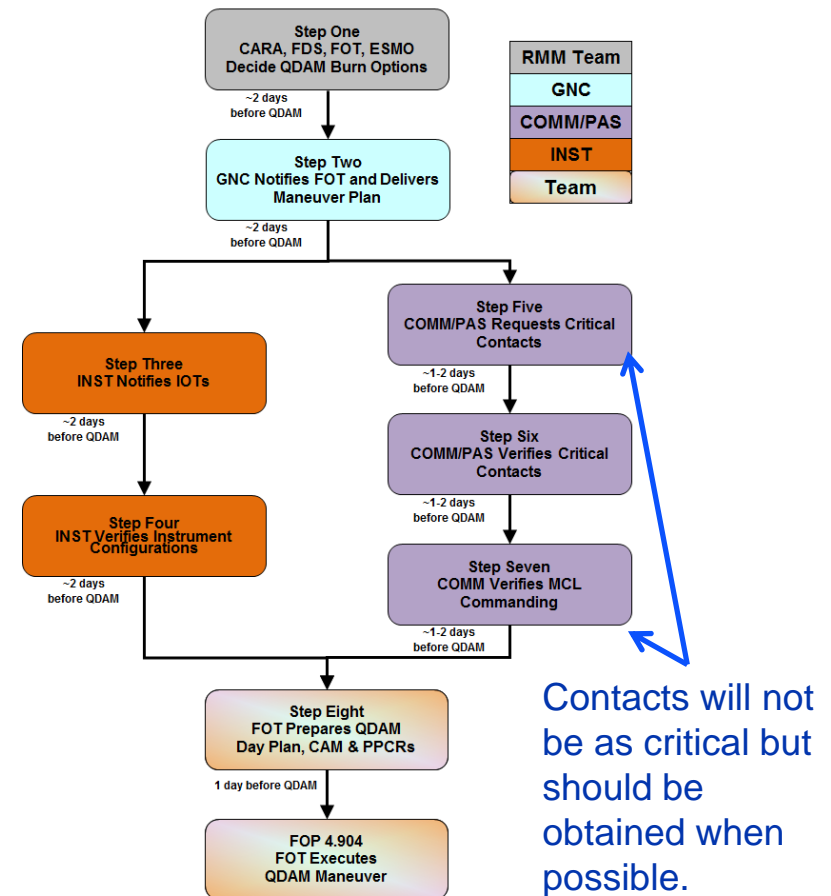 Step One
CARA, FDS, FOT, ESMO
Decide QDAM Burn Options
~2 days
before QDAM
RMM Team
GNC
COMM/PAS
INST
Team
Step Two
GNC Notifies FOT and Delivers
Maneuver Plan
~2 days
before QDAM
Step Three
INST Notifies IOTs
~2 days
before QDAM
Step Four
INST Verifies Instrument
Configurations
~2 days
before QDAM
Step Five
COMM/PAS Requests Critical
Contacts
~1-2 days
before QDAM
Step Six
COMM/PAS Verifies Critical
Contacts
~1-2 days
before QDAM
Step Seven
COMM Verifies MCL
Commanding
~1-2 days
before QDAM
Step Eight
FOT Prepares QDAM
Day Plan, CAM & PPCRs
1 day before QDAM
FOP 4.904
FOT Executes
QDAM Maneuver
Contacts will not
be as critical but
should be
obtained when
possible.